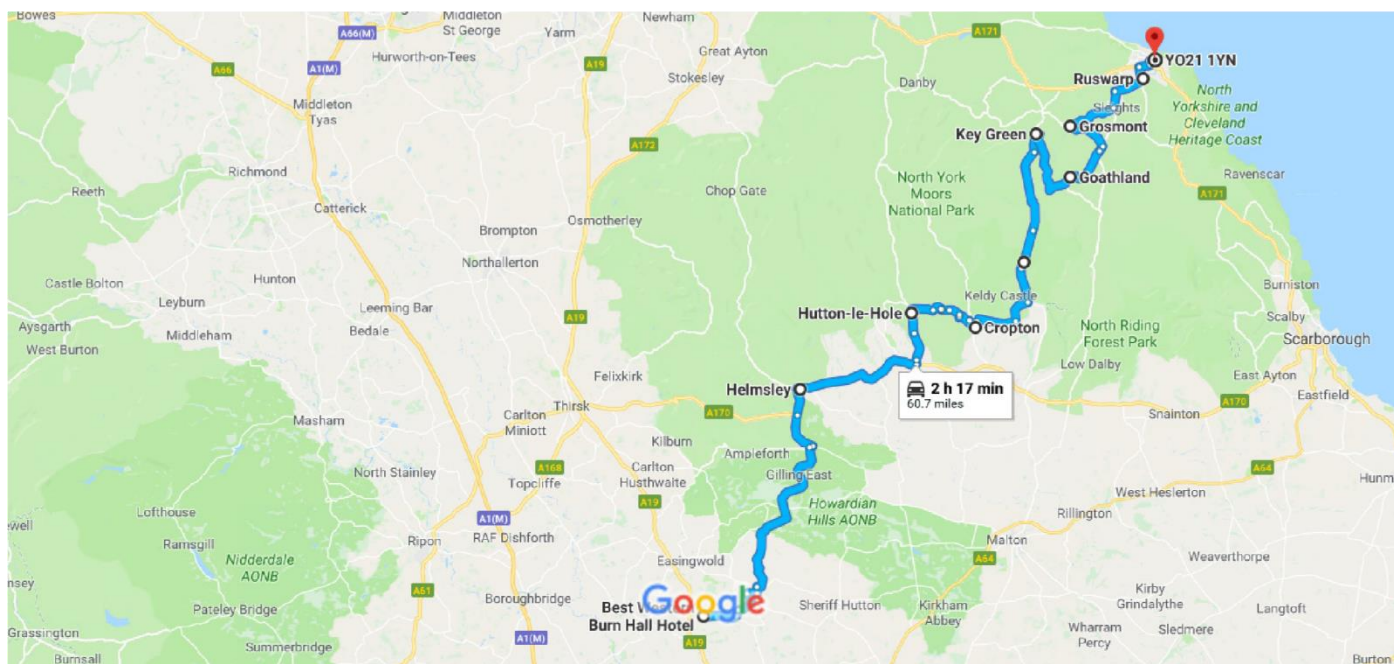 Bowes
A66(M)
Middleton
St George
Yarm
Newham
A171
A66
Hurworth-on-Tees
A19
Great Ayton
A1(M)
Stokesley
Danby
YO21 1YN
Ruswarp
Middleton
Tyas
Sleights
North
Yorkshire and
Cleveland
Heritage Coast
Grosmont
Key Green
A172
Richmond
Goathland
Ravenscar
Reeth
Chop Gate
North York
Moors
National Park
A171
Catterick
Osmotherley
Brompton
Northallerton
Castle Bolton
Hunton
Leyburn
Leeming Bar
Keldy Castle
Burniston
Aysgarth
Middleham
Bedale
A19
Hutton-le-Hole
Scalby
West Burton
Cropton
North Riding
Forest Park
Scarborough
Low Dalby
Felixkirk
Helmsley
2 h 17 min
60.7 miles
East Ayton
Eastfield
Masham
Carlton
Miniott
Thirsk
A170
Snainton
A170
Kilburn
Ampleforth
North Stainley
A168
Topcliffe
Carlton
Husthwaite
Gilling East
A64
Hunm
A19
Howardian
Hills AONB
West Heslerton
Rillington
Lofthouse
A1(M)
ewell
Ramsgill
Ripon
RAF Dishforth
Malton
Nidderdale
AONB
Easingwold
A64
Weaverthorpe
nsey
A61
Pateley Bridge
Boroughbridge
Google
Best Western
Burn Hall Hotel
Sheriff Hutton
Kirkham
Abbey
Kirby
Grindalythe
Langtoft
Grassington
A1(M)
A19
Wharram
Percy
Sledmere
Burnsall
Summerbridge
Burton